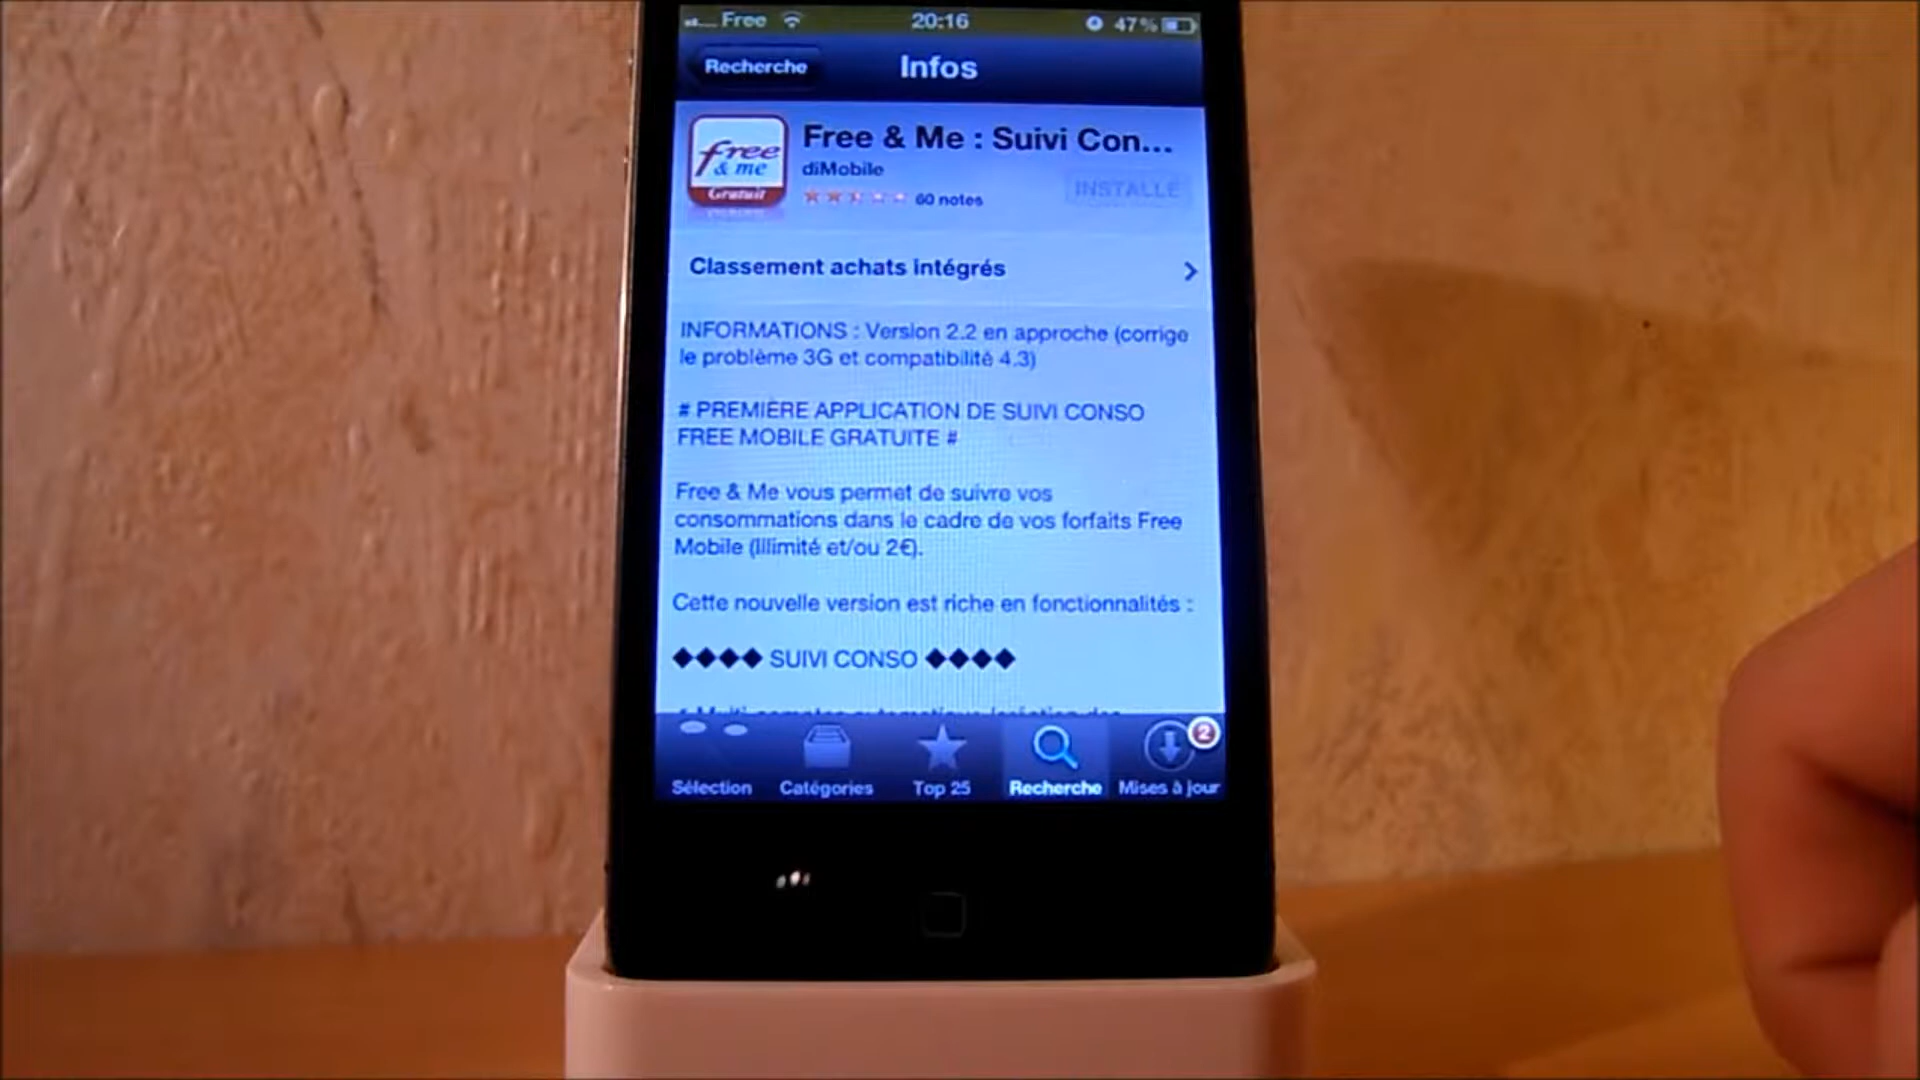 Free 20:16 47%
Recherche Infos
free
& me
Gratuit
Free & Me : Suivi Con...
diMobile
60 notes
INSTALLÉ
Classement achats intégrés
INFORMATIONS : Version 2.2 en approche (corrige
le problème 3G et compatibilité 4.3)
# PREMIÈRE APPLICATION DE SUIVI CONSO
FREE MOBILE GRATUITE #
Free & Me vous permet de suivre vos
consommations dans le cadre de vos forfaits Free
Mobile (Illimité et/ou 2€).
Cette nouvelle version est riche en fonctionnalités :
◆◆◆◆ SUIVI CONSO ◆◆◆◆
2
Sélection Catégories Top 25 Recherche Mises à jour